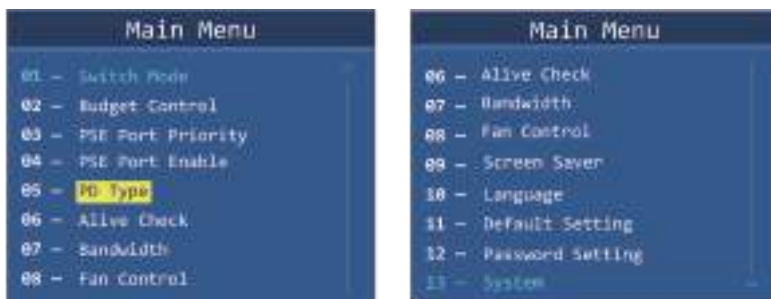 Main Menu
01 – Switch Mode
02 – Budget Control
03 – PSE Port Priority
04 – PSE Port Enable
05 – PD Type
06 – Alive Check
07 – Bandwidth
08 – Fan Control
Main Menu
06 – Alive Check
07 – Bandwidth
08 – Fan Control
09 – Screen Saver
10 – Language
11 – Default Setting
12 – Password Setting
13 – System